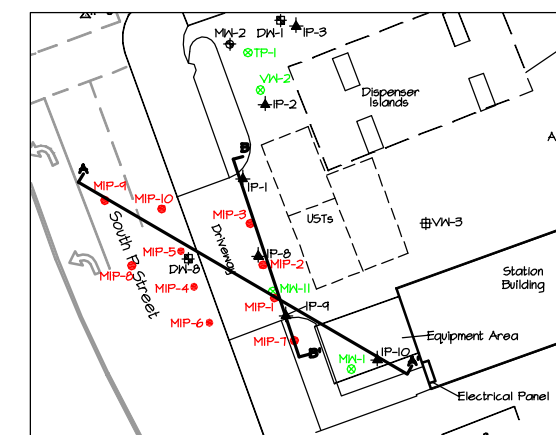 IP-3
DW-1
IP-3
MW-2
TP-1
VW-2
Dispenser
Islands
IP-2
A
B
A
IP-1
MIP-9
MIP-10
MIP-3
USTs
VW-3
South A Street
Driveway
MIP-5
IP-8
DW-8
MIP-2
MIP-8
Station
Building
MIP-4
MW-11
MIP-1
IP-9
MIP-6
Equipment Area
MIP-7
B'
IP-10
A'
MW-1
Electrical Panel